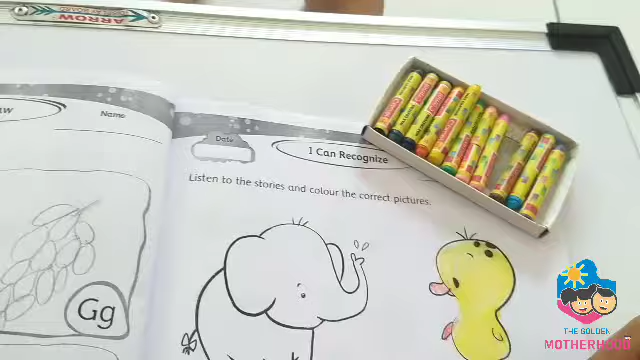 ARROW
Name
Gg
Date
I Can Recognize
Listen to the stories and colour the correct pictures.
THE GOLDEN
MOTHERHOOD